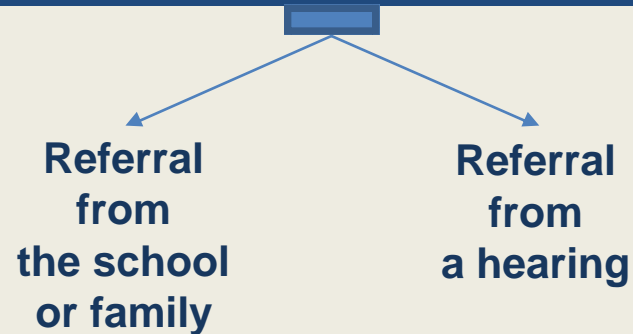 Referral
from
the school
or family
Referral
from
a hearing